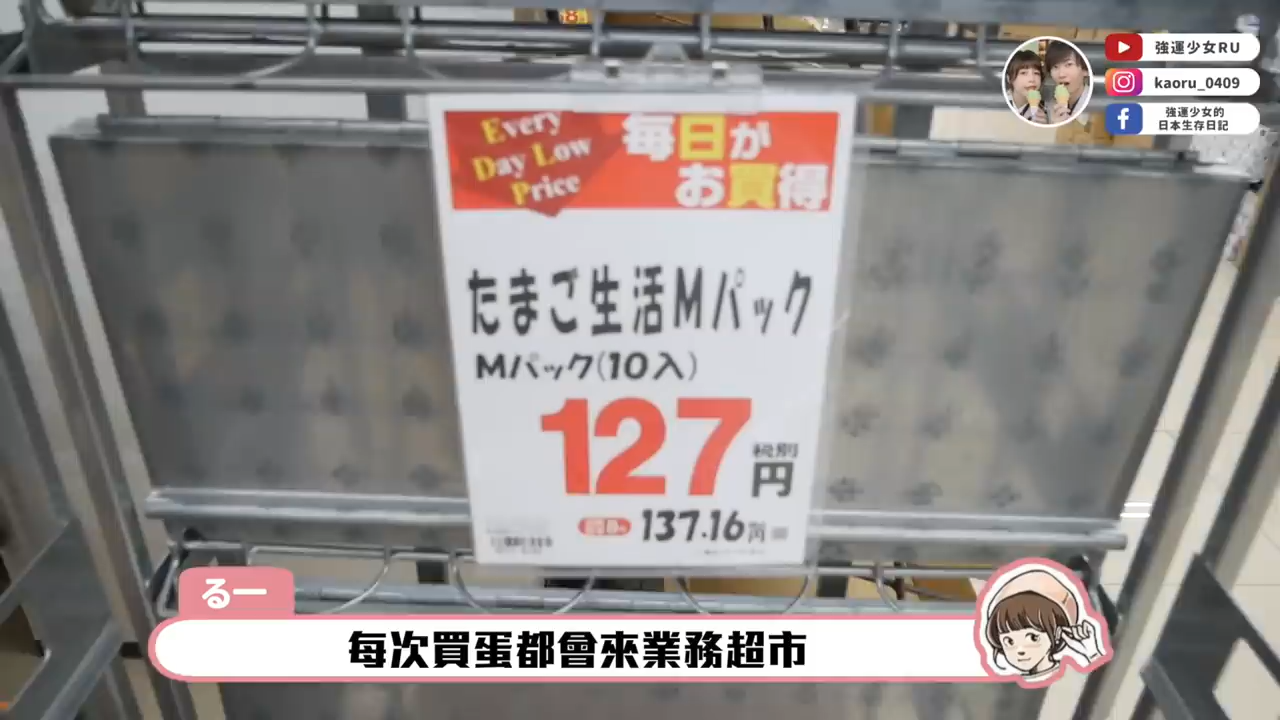 強運少女RU
kaoru_0409
強運少女的
日本生存日記
Every
Day Low
Price
毎日が
お買得
たまご生活Mパック
Mパック(10入)
127
税別
円
137.16円
るー
每次買蛋都會來業務超市